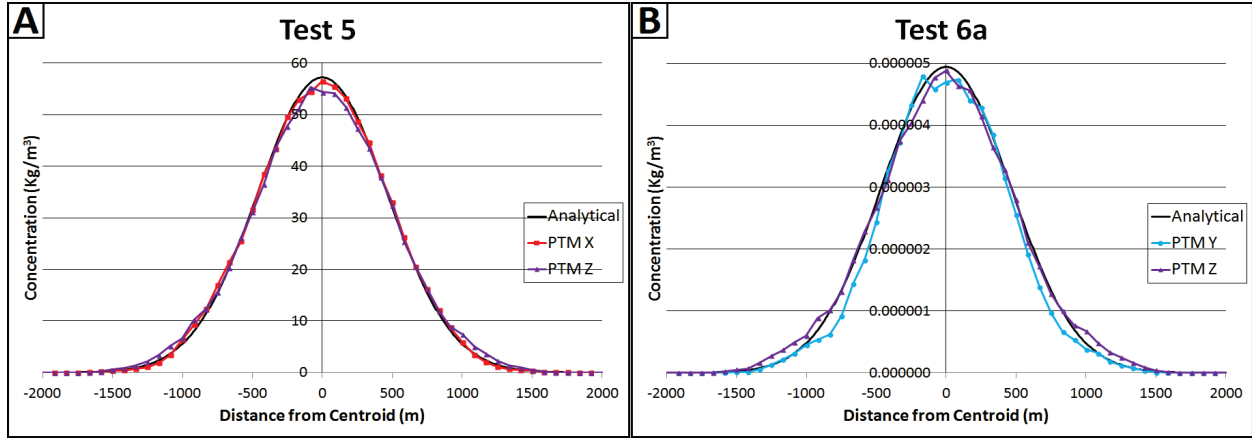 A
Test 5
Concentration (Kg/m³)
60
50
40
30
20
10
0
-2000 -1500 -1000 -500 0 500 1000 1500 2000
Distance from Centroid (m)
Analytical
PTM X
PTM Z
B
Test 6a
Concentration (Kg/m³)
0.000005
0.000004
0.000003
0.000002
0.000001
0.000000
-2000 -1500 -1000 -500 0 500 1000 1500 2000
Distance from Centroid (m)
Analytical
PTM Y
PTM Z